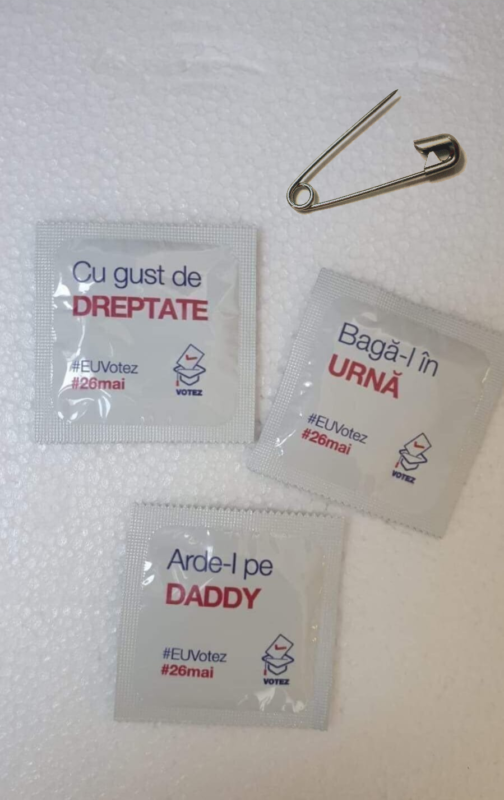 Cu gust de
DREPTATE
#EUVotez
#26mai
VOTEZ
Bagă-l în
URNĂ
#EUVotez
#26mai
VOTEZ
Arde-l pe
DADDY
#EUVotez
#26mai
VOTEZ